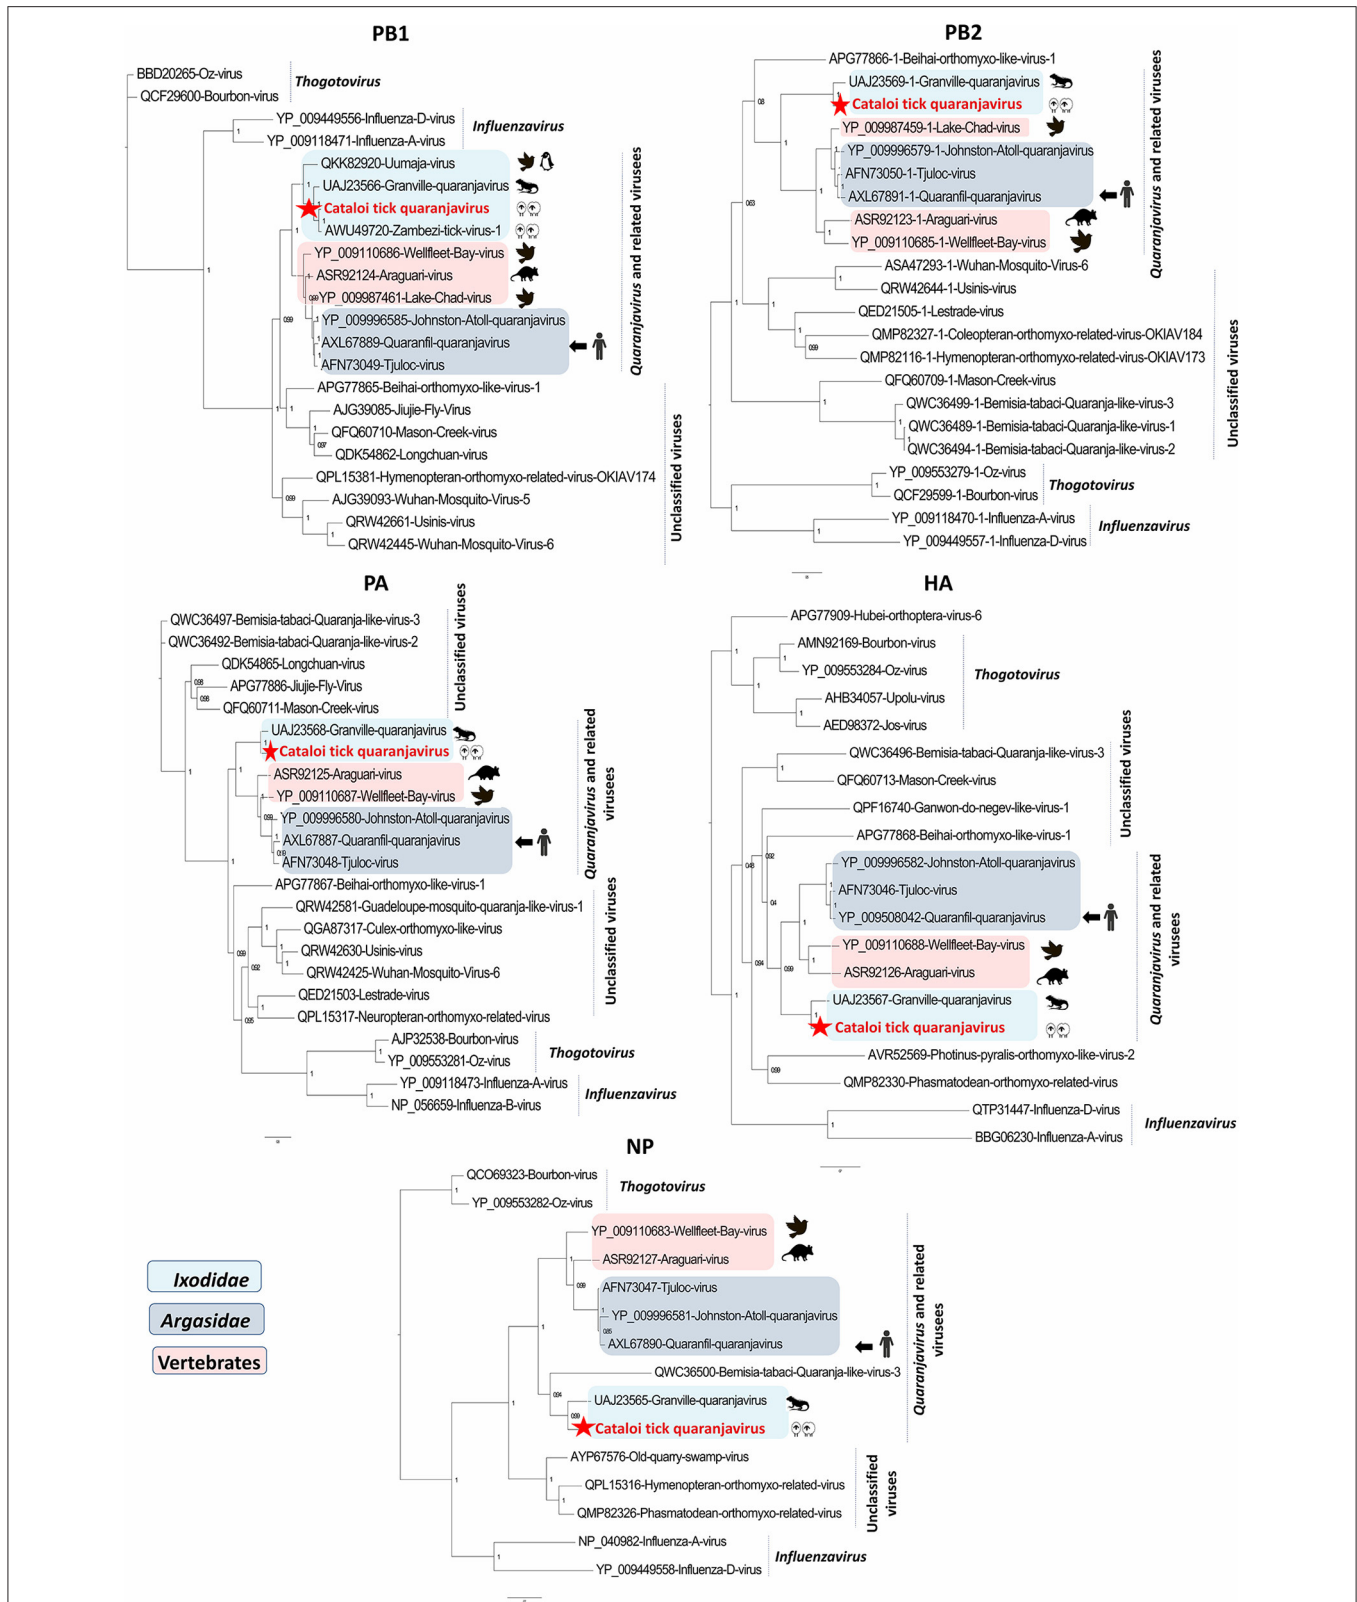 PB1
BBD20265-Oz-virus
QCF29600-Bourbon-virus
Thogotovirus
YP_009449556-Influenza-D-virus
YP_009118471-Influenza-A-virus
Influenzavirus
QKK82920-Uumaja-virus
UAJ23566-Granville-quaranjavirus
Cataloi tick quaranjavirus
AWU49720-Zambezi-tick-virus-1
YP_009110686-Wellfleet-Bay-virus
ASR92124-Araguari-virus
YP_009987461-Lake-Chad-virus
YP_009996585-Johnston-Atoll-quaranjavirus
AXL67889-Quaranfil-quaranjavirus
AFN73049-Tjuloc-virus
Quaranjavirus and related virusees
APG77865-Beihai-orthomyxo-like-virus-1
AJG39085-Jiujie-Fly-Virus
QFQ60710-Mason-Creek-virus
QDK54862-Longchuan-virus
QPL15381-Hymenopteran-orthomyxo-related-virus-OKIAV174
AJG39093-Wuhan-Mosquito-Virus-5
QRW42661-Usinis-virus
QRW42445-Wuhan-Mosquito-Virus-6
Unclassified viruses
PB2
APG77866-1-Beihai-orthomyxo-like-virus-1
UAJ23569-1-Granville-quaranjavirus
Cataloi tick quaranjavirus
YP_009987459-1-Lake-Chad-virus
YP_009996579-1-Johnston-Atoll-quaranjavirus
AFN73050-1-Tjuloc-virus
AXL67891-1-Quaranfil-quaranjavirus
ASR92123-1-Araguari-virus
YP_009110685-1-Wellfleet-Bay-virus
Quaranjavirus and related virusees
ASA47293-1-Wuhan-Mosquito-Virus-6
QRW42644-1-Usinis-virus
QED21505-1-Lestrade-virus
QMP82327-1-Coleopteran-orthomyxo-related-virus-OKIAV184
QMP82116-1-Hymenopteran-orthomyxo-related-virus-OKIAV173
QFQ60709-1-Mason-Creek-virus
QWC36499-1-Bemisia-tabaci-Quaranja-like-virus-3
QWC36489-1-Bemisia-tabaci-Quaranja-like-virus-1
QWC36494-1-Bemisia-tabaci-Quaranja-like-virus-2
Unclassified viruses
YP_009553279-1-Oz-virus
QCF29599-1-Bourbon-virus
Thogotovirus
YP_009118470-1-Influenza-A-virus
YP_009449557-1-Influenza-D-virus
Influenzavirus
PA
QWC36497-Bemisia-tabaci-Quaranja-like-virus-3
QWC36492-Bemisia-tabaci-Quaranja-like-virus-2
QDK54865-Longchuan-virus
APG77886-Jiujie-Fly-Virus
QFQ60711-Mason-Creek-virus
Unclassified viruses
UAJ23568-Granville-quaranjavirus
Cataloi tick quaranjavirus
ASR92125-Araguari-virus
YP_009110687-Wellfleet-Bay-virus
YP_009996580-Johnston-Atoll-quaranjavirus
AXL67887-Quaranfil-quaranjavirus
AFN73048-Tjuloc-virus
Quaranjavirus and related
virusees
APG77867-Beihai-orthomyxo-like-virus-1
QRW42581-Guadeloupe-mosquito-quaranja-like-virus-1
QGA87317-Culex-orthomyxo-like-virus
QRW42630-Usinis-virus
QRW42425-Wuhan-Mosquito-Virus-6
QED21503-Lestrade-virus
QPL15317-Neuropteran-orthomyxo-related-virus
Unclassified viruses
AJP32538-Bourbon-virus
YP_009553281-Oz-virus
Thogotovirus
YP_009118473-Influenza-A-virus
NP_056659-Influenza-B-virus
Influenzavirus
HA
APG77909-Hubei-orthoptera-virus-6
AMN92169-Bourbon-virus
YP_009553284-Oz-virus
AHB34057-Upolu-virus
AED98372-Jos-virus
Thogotovirus
QWC36496-Bemisia-tabaci-Quaranja-like-virus-3
QFQ60713-Mason-Creek-virus
QPF16740-Ganwon-do-negev-like-virus-1
APG77868-Beihai-orthomyxo-like-virus-1
Unclassified viruses
YP_009996582-Johnston-Atoll-quaranjavirus
AFN73046-Tjuloc-virus
YP_009508042-Quaranfil-quaranjavirus
YP_009110688-Wellfleet-Bay-virus
ASR92126-Araguari-virus
UAJ23567-Granville-quaranjavirus
Cataloi tick quaranjavirus
Quaranjavirus and related
virusees
AVR52569-Photinus-pyralis-orthomyxo-like-virus-2
QMP82330-Phasmatodean-orthomyxo-related-virus
QTP31447-Influenza-D-virus
BBG06230-Influenza-A-virus
Influenzavirus
NP
QCO69323-Bourbon-virus
YP_009553282-Oz-virus
Thogotovirus
YP_009110683-Wellfleet-Bay-virus
ASR92127-Araguari-virus
AFN73047-Tjuloc-virus
YP_009996581-Johnston-Atoll-quaranjavirus
AXL67890-Quaranfil-quaranjavirus
QWC36500-Bemisia-tabaci-Quaranja-like-virus-3
UAJ23565-Granville-quaranjavirus
Cataloi tick quaranjavirus
Quaranjavirus and related
virusees
AYP67576-Old-quarry-swamp-virus
QPL15316-Hymenopteran-orthomyxo-related-virus
QMP82326-Phasmatodean-orthomyxo-related-virus
Unclassified
viruses
NP_040982-Influenza-A-virus
YP_009449558-Influenza-D-virus
Influenzavirus
Ixodidae
Argasidae
Vertebrates